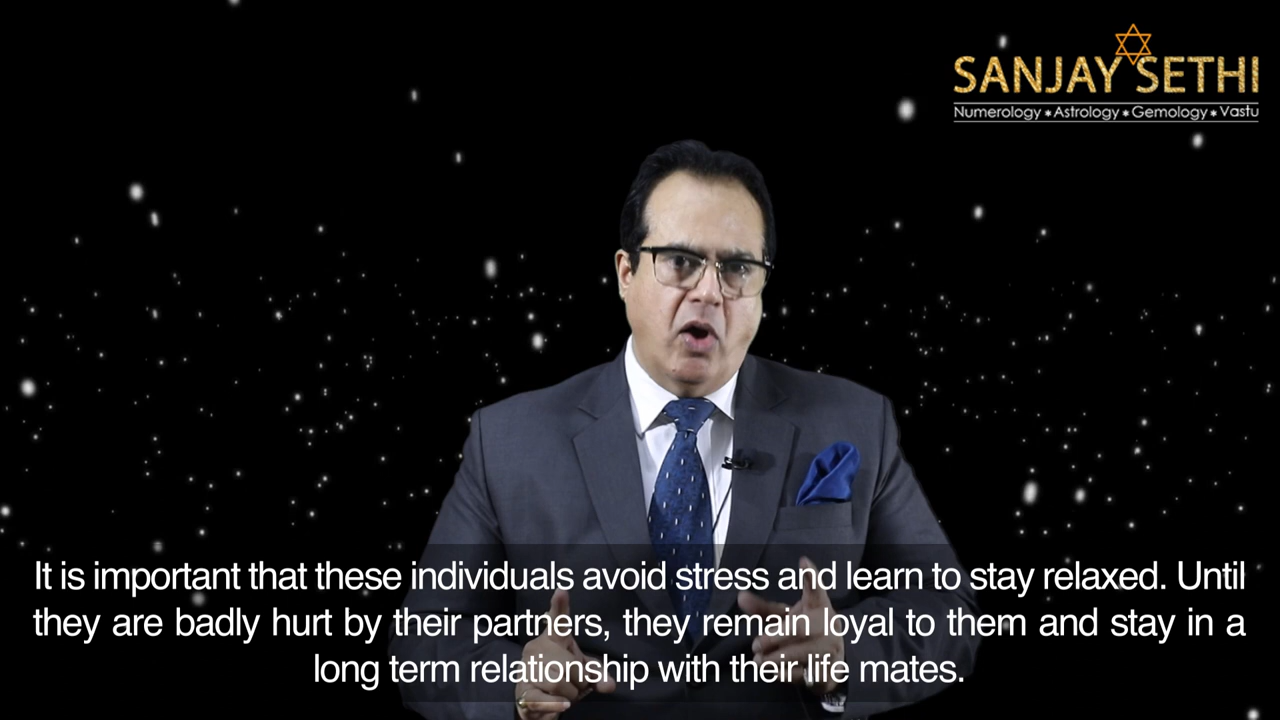 SANJAY SETHI
Numerology * Astrology * Gemology * Vastu
It is important that these individuals avoid stress and learn to stay relaxed. Until
they are badly hurt by their partners, they remain loyal to them and stay in a
long term relationship with their life mates.